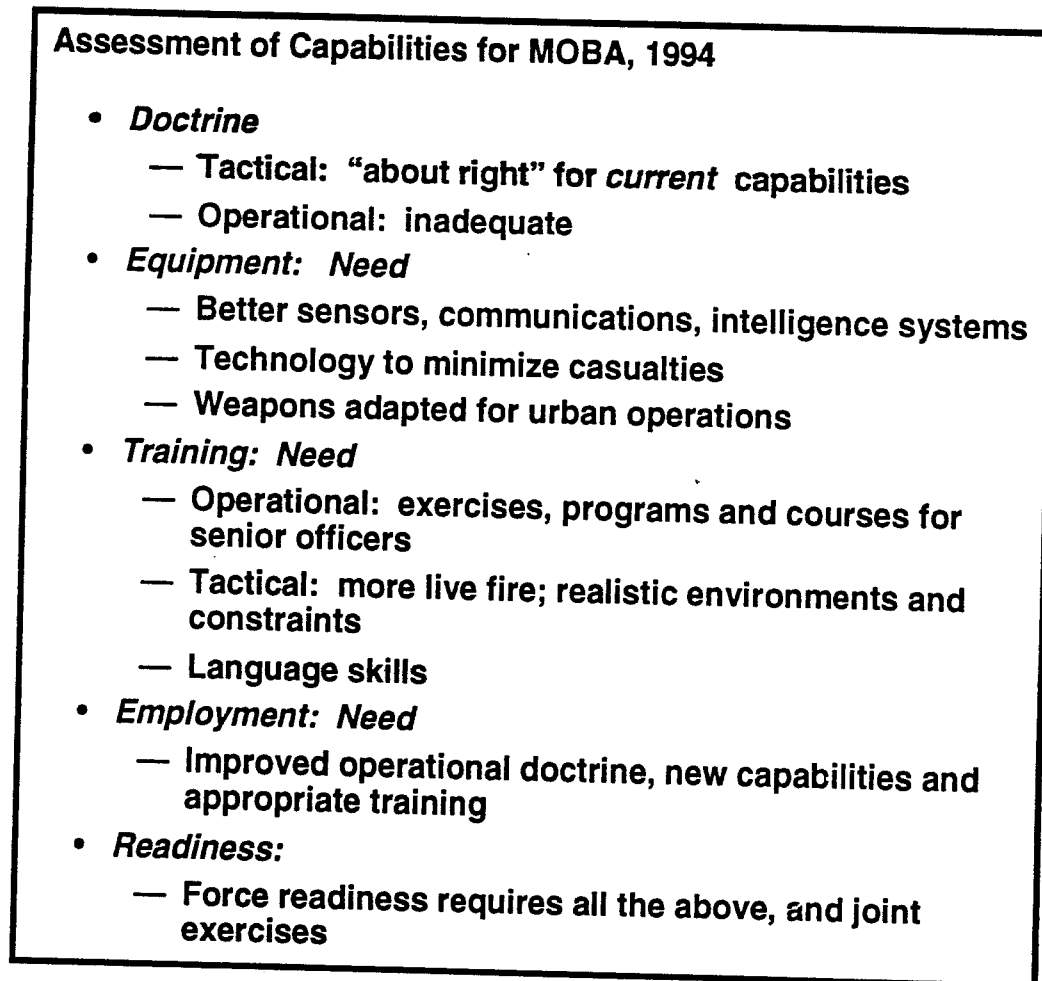 Assessment of Capabilities for MOBA, 1994
• Doctrine
— Tactical: “about right” for current capabilities
— Operational: inadequate
• Equipment: Need
— Better sensors, communications, intelligence systems
— Technology to minimize casualties
— Weapons adapted for urban operations
• Training: Need
— Operational: exercises, programs and courses for
senior officers
— Tactical: more live fire; realistic environments and
constraints
— Language skills
• Employment: Need
— Improved operational doctrine, new capabilities and
appropriate training
• Readiness:
— Force readiness requires all the above, and joint
exercises